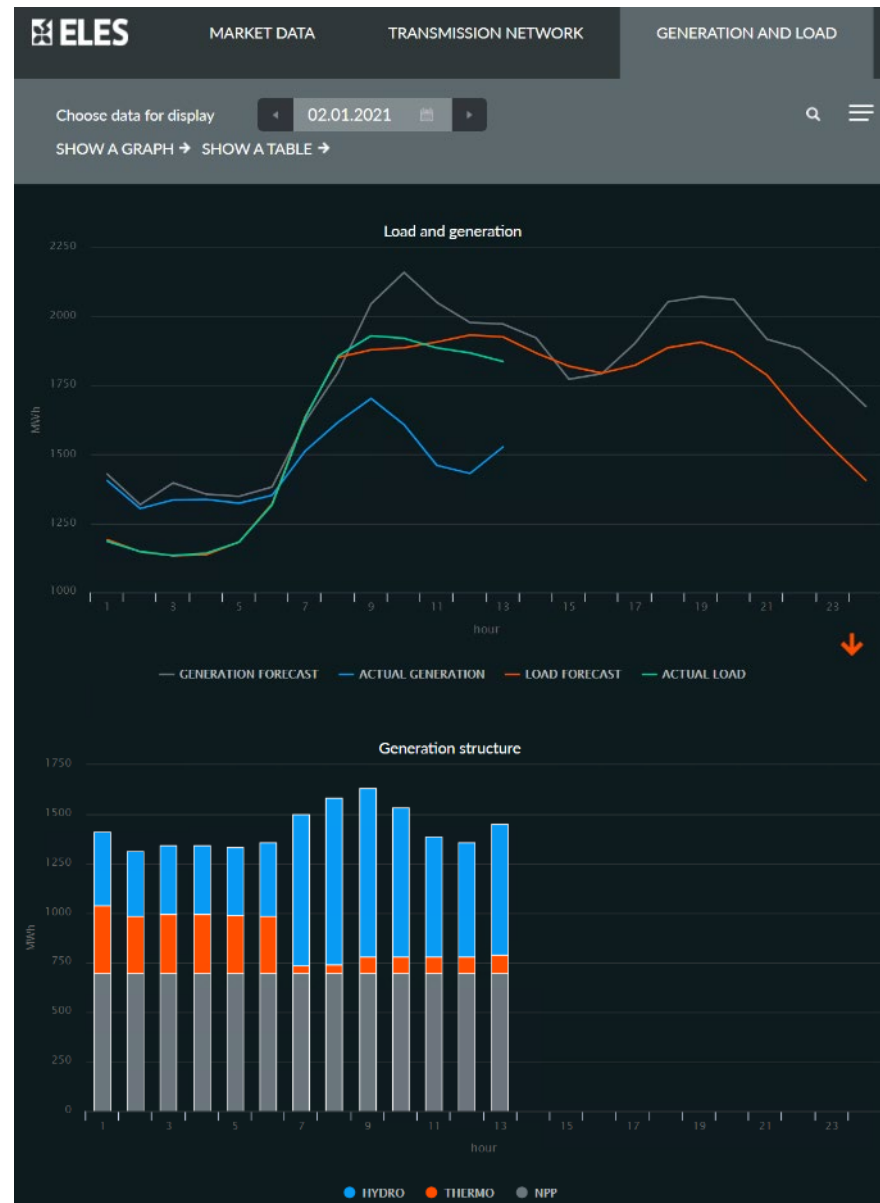 ELES MARKET DATA TRANSMISSION NETWORK GENERATION AND LOAD
Choose data for display 02.01.2021
SHOW A GRAPH → SHOW A TABLE →
Load and generation
2250
2000
1750
1500
1250
1000
MWh
1 3 5 7 9 11 13 15 17 19 21 23
hour
GENERATION FORECAST ACTUAL GENERATION LOAD FORECAST ACTUAL LOAD
Generation structure
1750
1500
1250
1000
750
500
250
0
MWh
1 3 5 7 9 11 13 15 17 19 21 23
hour
HYDRO THERMO NPP